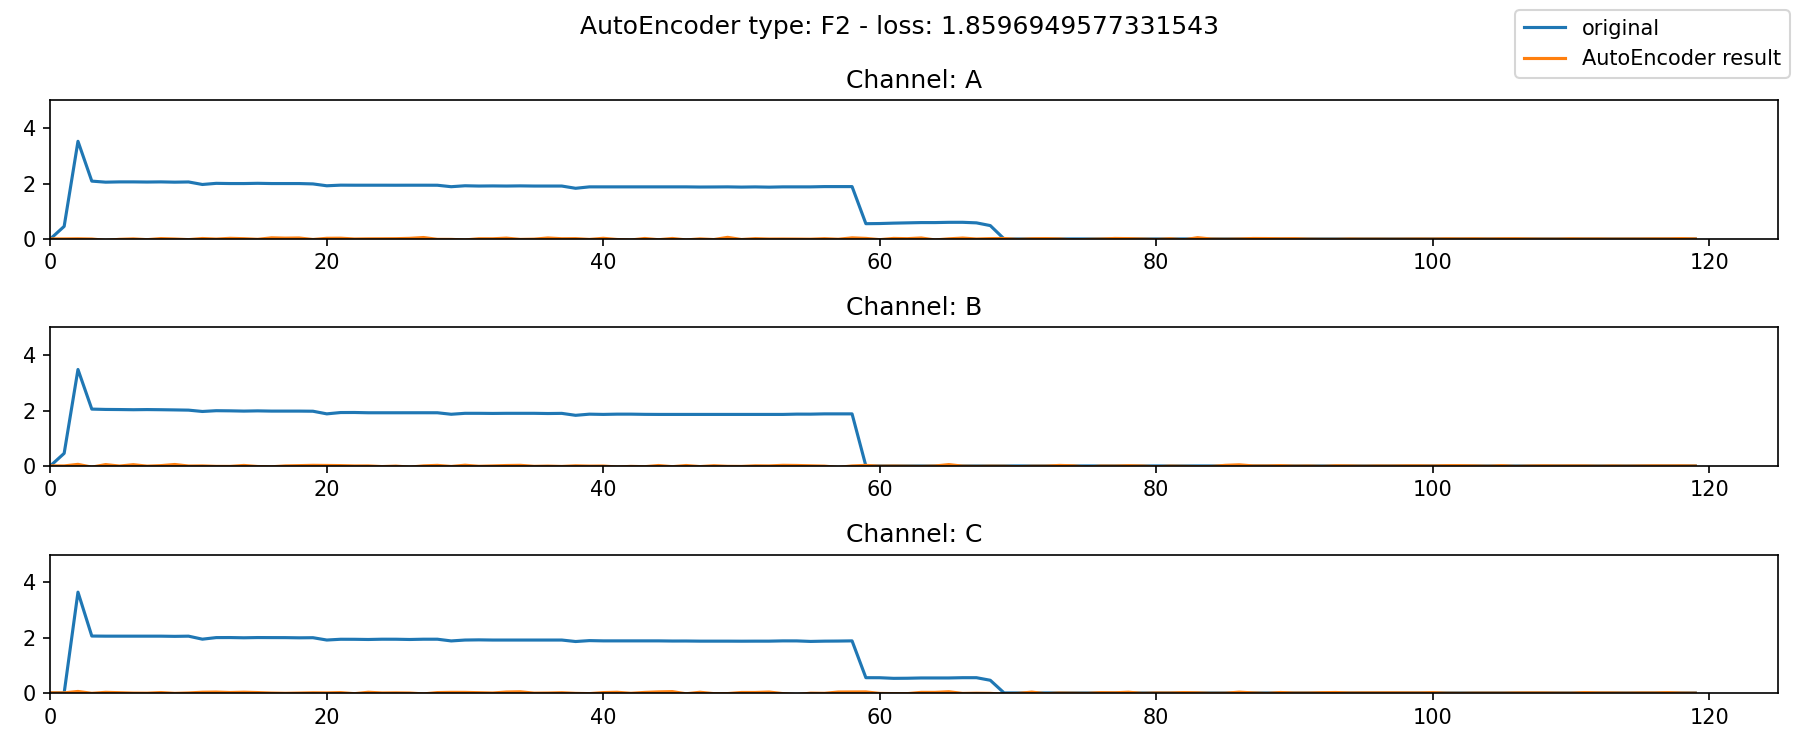 AutoEncoder type: F2 - loss: 1.8596949577331543
original
AutoEncoder result
Channel: A
4
2
0
0 20 40 60 80 100 120
Channel: B
4
2
0
0 20 40 60 80 100 120
Channel: C
4
2
0
0 20 40 60 80 100 120